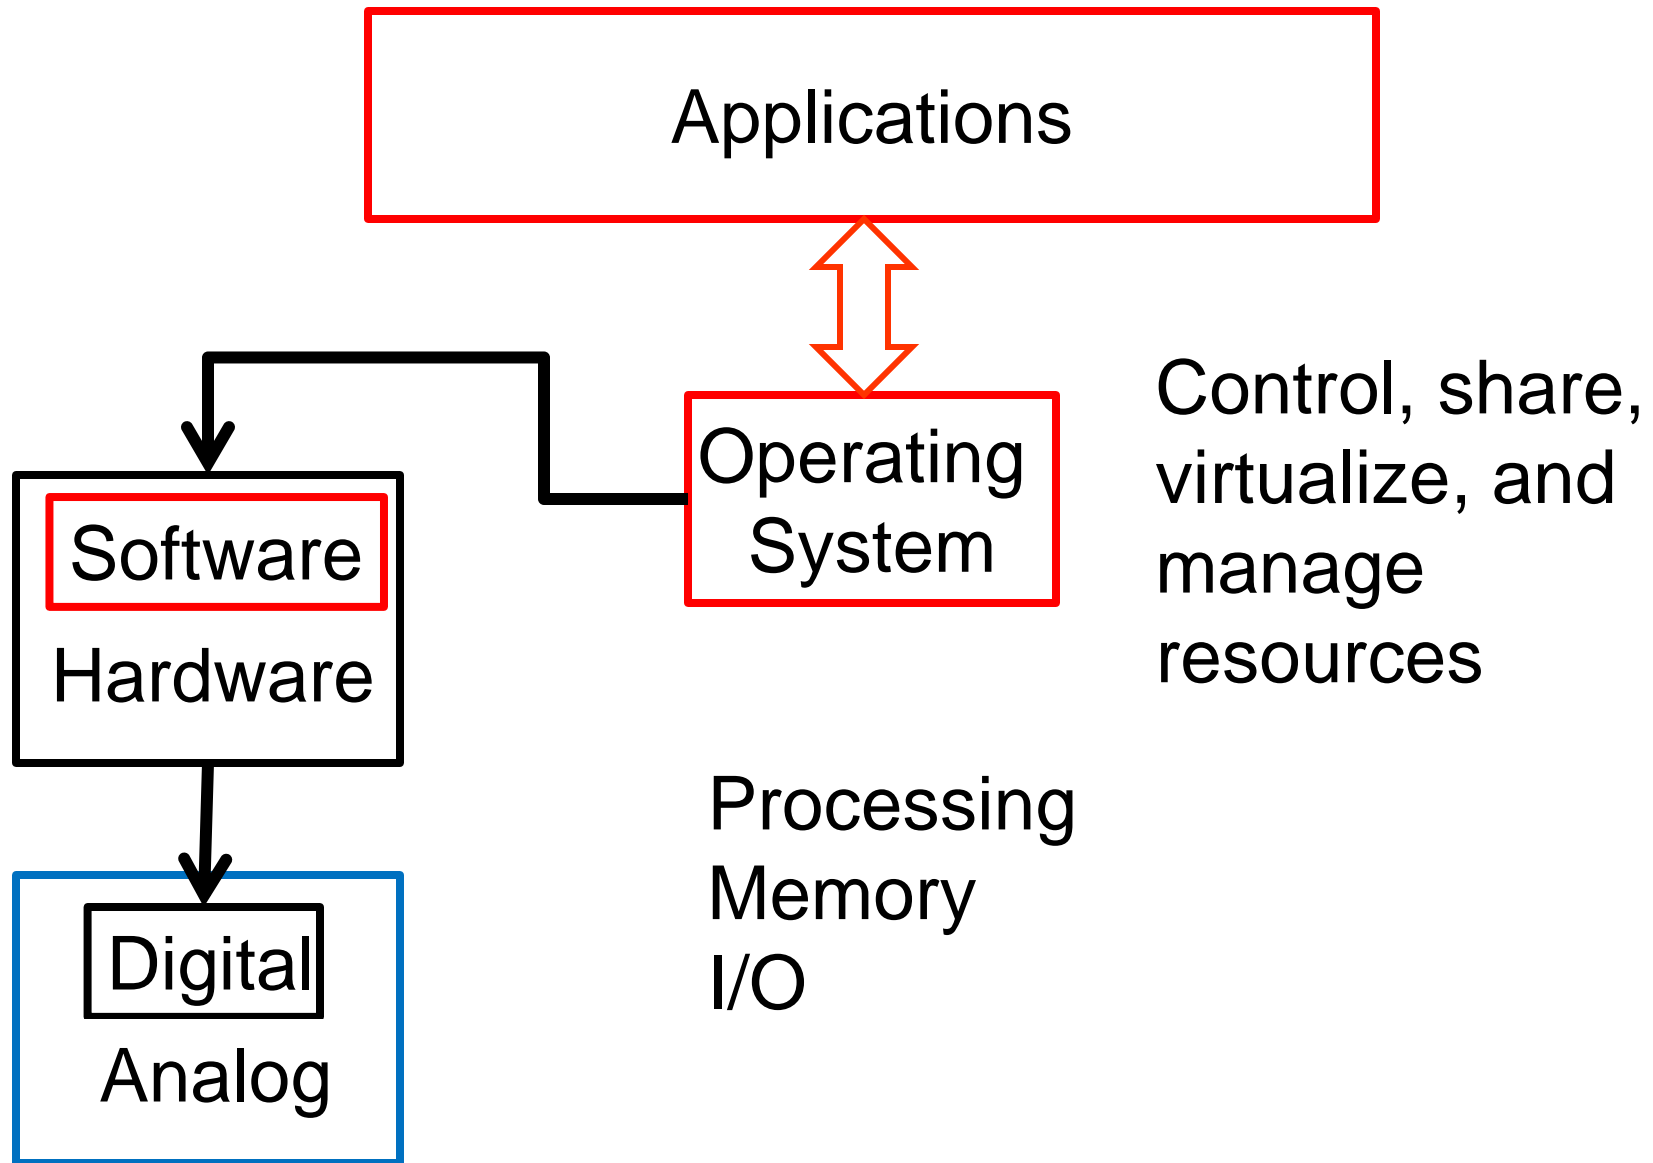 Applications
Operating
System
Control, share,
virtualize, and
manage
resources
Software
Hardware
Processing
Memory
I/O
Digital
Analog